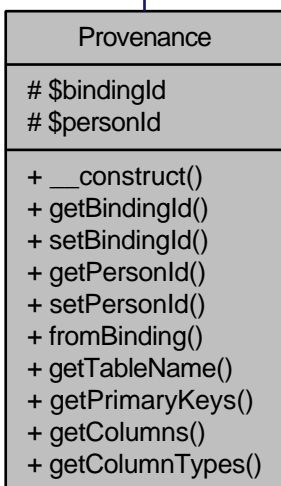 Provenance
# $bindingId
# $personId
+ __construct()
+ getBindingId()
+ setBindingId()
+ getPersonId()
+ setPersonId()
+ fromBinding()
+ getTableName()
+ getPrimaryKeys()
+ getColumns()
+ getColumnTypes()